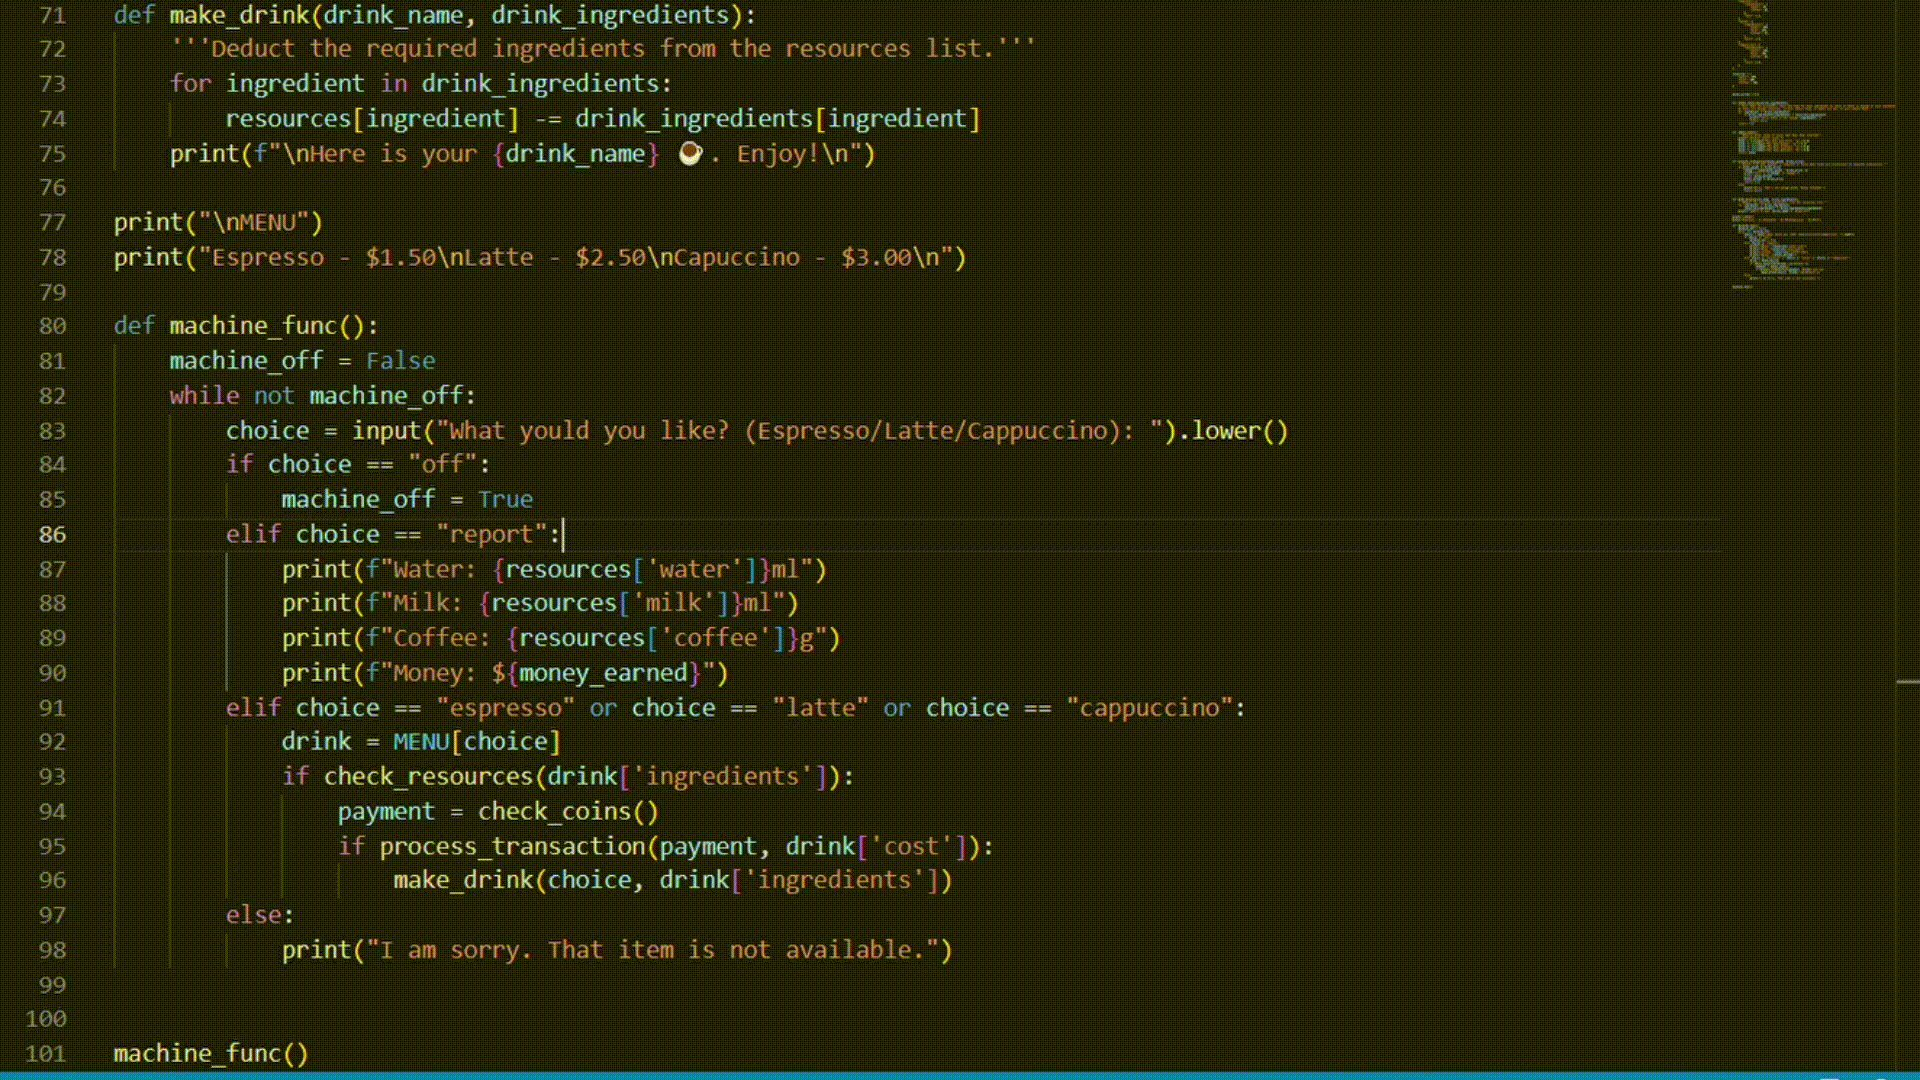 71 def make_drink(drink_name, drink_ingredients):
72     '''Deduct the required ingredients from the resources list.'''
73     for ingredient in drink_ingredients:
74         resources[ingredient] -= drink_ingredients[ingredient]
75     print(f"\nHere is your {drink_name} ☕. Enjoy!\n")
76
77 print("\nMENU")
78 print("Espresso - $1.50\nLatte - $2.50\nCapuccino - $3.00\n")
79
80 def machine_func():
81     machine_off = False
82     while not machine_off:
83         choice = input("What yould you like? (Espresso/Latte/Cappuccino): ").lower()
84         if choice == "off":
85             machine_off = True
86         elif choice == "report":
87             print(f"Water: {resources['water']}ml")
88             print(f"Milk: {resources['milk']}ml")
89             print(f"Coffee: {resources['coffee']}g")
90             print(f"Money: ${money_earned}")
91         elif choice == "espresso" or choice == "latte" or choice == "cappuccino":
92             drink = MENU[choice]
93             if check_resources(drink['ingredients']):
94                 payment = check_coins()
95                 if process_transaction(payment, drink['cost']):
96                     make_drink(choice, drink['ingredients'])
97         else:
98             print("I am sorry. That item is not available.")
99
100
101 machine_func()